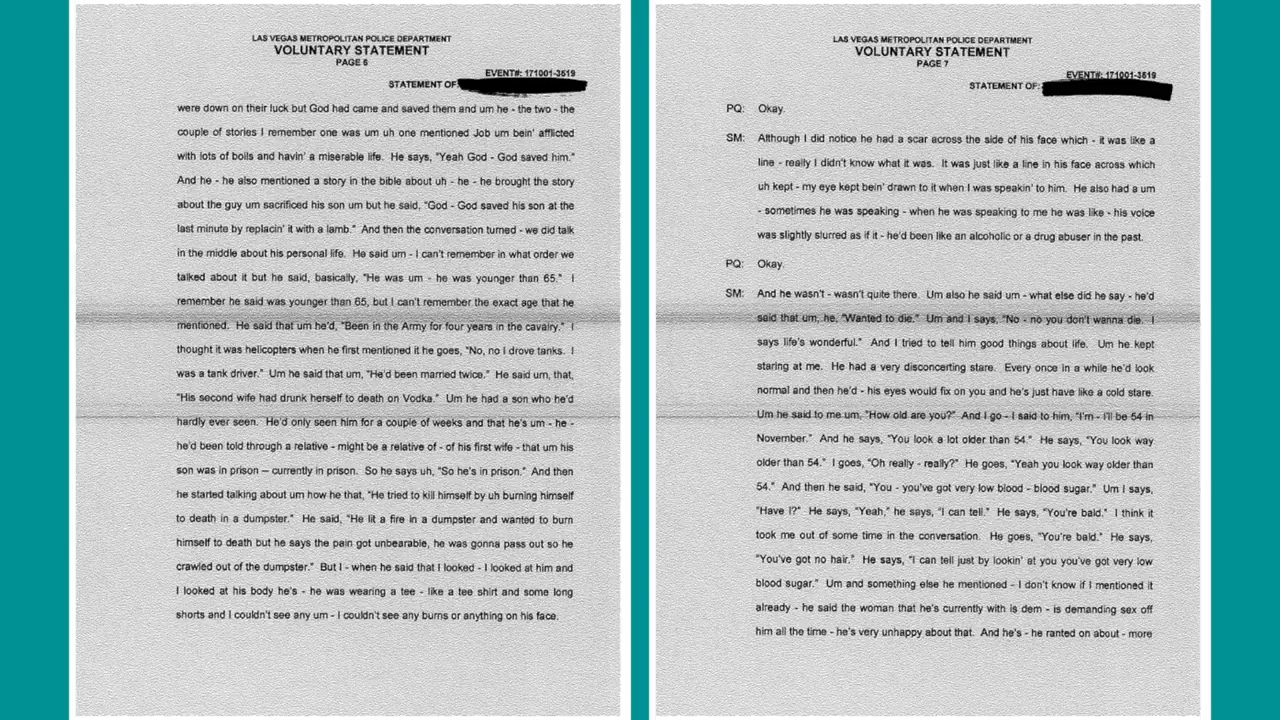 LAS VEGAS METROPOLITAN POLICE DEPARTMENT
VOLUNTARY STATEMENT
PAGE 6
EVENT#: 171001-3519
STATEMENT OF:
were down on their luck but God had came and saved them and um he - the two - the
couple of stories I remember one was um uh one mentioned Job um bein' afflicted
with lots of boils and havin' a miserable life. He says, "Yeah God - God saved him."
And he - he also mentioned a story in the bible about uh - he - he brought the story
about the guy um sacrificed his son um but he said, "God - God saved his son at the
last minute by replacin' it with a lamb." And then the conversation turned - we did talk
in the middle about his personal life. He said um - I can't remember in what order we
talked about it but he said, basically, "He was um - he was younger than 65." I
remember he said was younger than 65, but I can't remember the exact age that he
mentioned. He said that um he'd, "Been in the Army for four years in the cavalry." I
thought it was helicopters when he first mentioned it he goes, "No, no I drove tanks. I
was a tank driver." Um he said that um, "He'd been married twice." He said um, that,
"His second wife had drunk herself to death on Vodka." Um he had a son who he'd
hardly ever seen. He'd only seen him for a couple of weeks and that he's um - he -
he'd been told through a relative - might be a relative of - of his first wife - that um his
son was in prison – currently in prison. So he says uh, "So he's in prison." And then
he started talking about um how he that, "He tried to kill himself by uh burning himself
to death in a dumpster." He said, "He lit a fire in a dumpster and wanted to burn
himself to death but he says the pain got unbearable, he was gonna pass out so he
crawled out of the dumpster." But I - when he said that I looked - I looked at him and
I looked at his body he's - he was wearing a tee - like a tee shirt and some long
shorts and I couldn't see any um - I couldn't see any burns or anything on his face.
LAS VEGAS METROPOLITAN POLICE DEPARTMENT
VOLUNTARY STATEMENT
PAGE 7
EVENT#: 171001-3519
STATEMENT OF:
PQ: Okay.
SM: Although I did notice he had a scar across the side of his face which - it was like a
line - really I didn't know what it was. It was just like a line in his face across which
uh kept - my eye kept bein' drawn to it when I was speakin' to him. He also had a um
- sometimes he was speaking - when he was speaking to me he was like - his voice
was slightly slurred as if it - he'd been like an alcoholic or a drug abuser in the past.
PQ: Okay.
SM: And he wasn't - wasn't quite there. Um also he said um - what else did he say - he'd
said that um, he, "Wanted to die." Um and I says, "No - no you don't wanna die. I
says life's wonderful." And I tried to tell him good things about life. Um he kept
staring at me. He had a very disconcerting stare. Every once in a while he'd look
normal and then he'd - his eyes would fix on you and he's just have like a cold stare.
Um he said to me um, "How old are you?" And I go - I said to him, "I'm - I'll be 54 in
November." And he says, "You look a lot older than 54." He says, "You look way
older than 54." I goes, "Oh really - really?" He goes, "Yeah you look way older than
54." And then he said, "You - you've got very low blood - blood sugar." Um I says,
"Have I?" He says, "Yeah," he says, "I can tell." He says, "You're bald." I think it
took me out of some time in the conversation. He goes, "You're bald." He says,
"You've got no hair." He says, "I can tell just by lookin' at you you've got very low
blood sugar." Um and something else he mentioned - I don't know if I mentioned it
already - he said the woman that he's currently with is dem - is demanding sex off
him all the time - he's very unhappy about that. And he's - he ranted on about - more